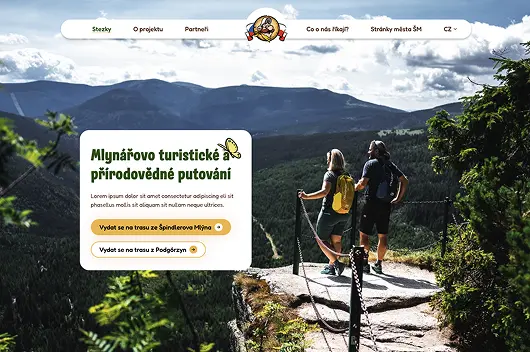 Stezky
O projektu
Partneři
Co o nás říkají?
Stránky města ŠM
CZ
Mlynářovo turistické a
přírodovědné putování
Lorem ipsum dolor sit amet consectetur adipiscing eli sit
phasellus mollis sit aliquam sit nullam neque ultrices.
Vydat se na trasu ze Špindlerova Mlýna
Vydat se na trasu z Podgórzyn